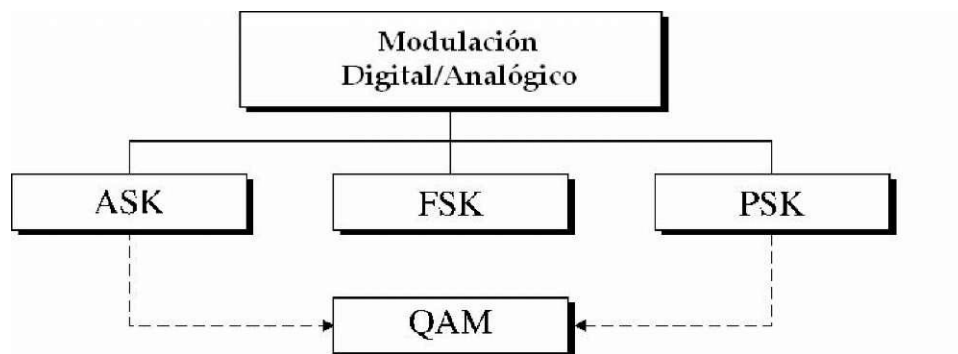 Modulación
Digital/Analógico
ASK
FSK
PSK
QAM